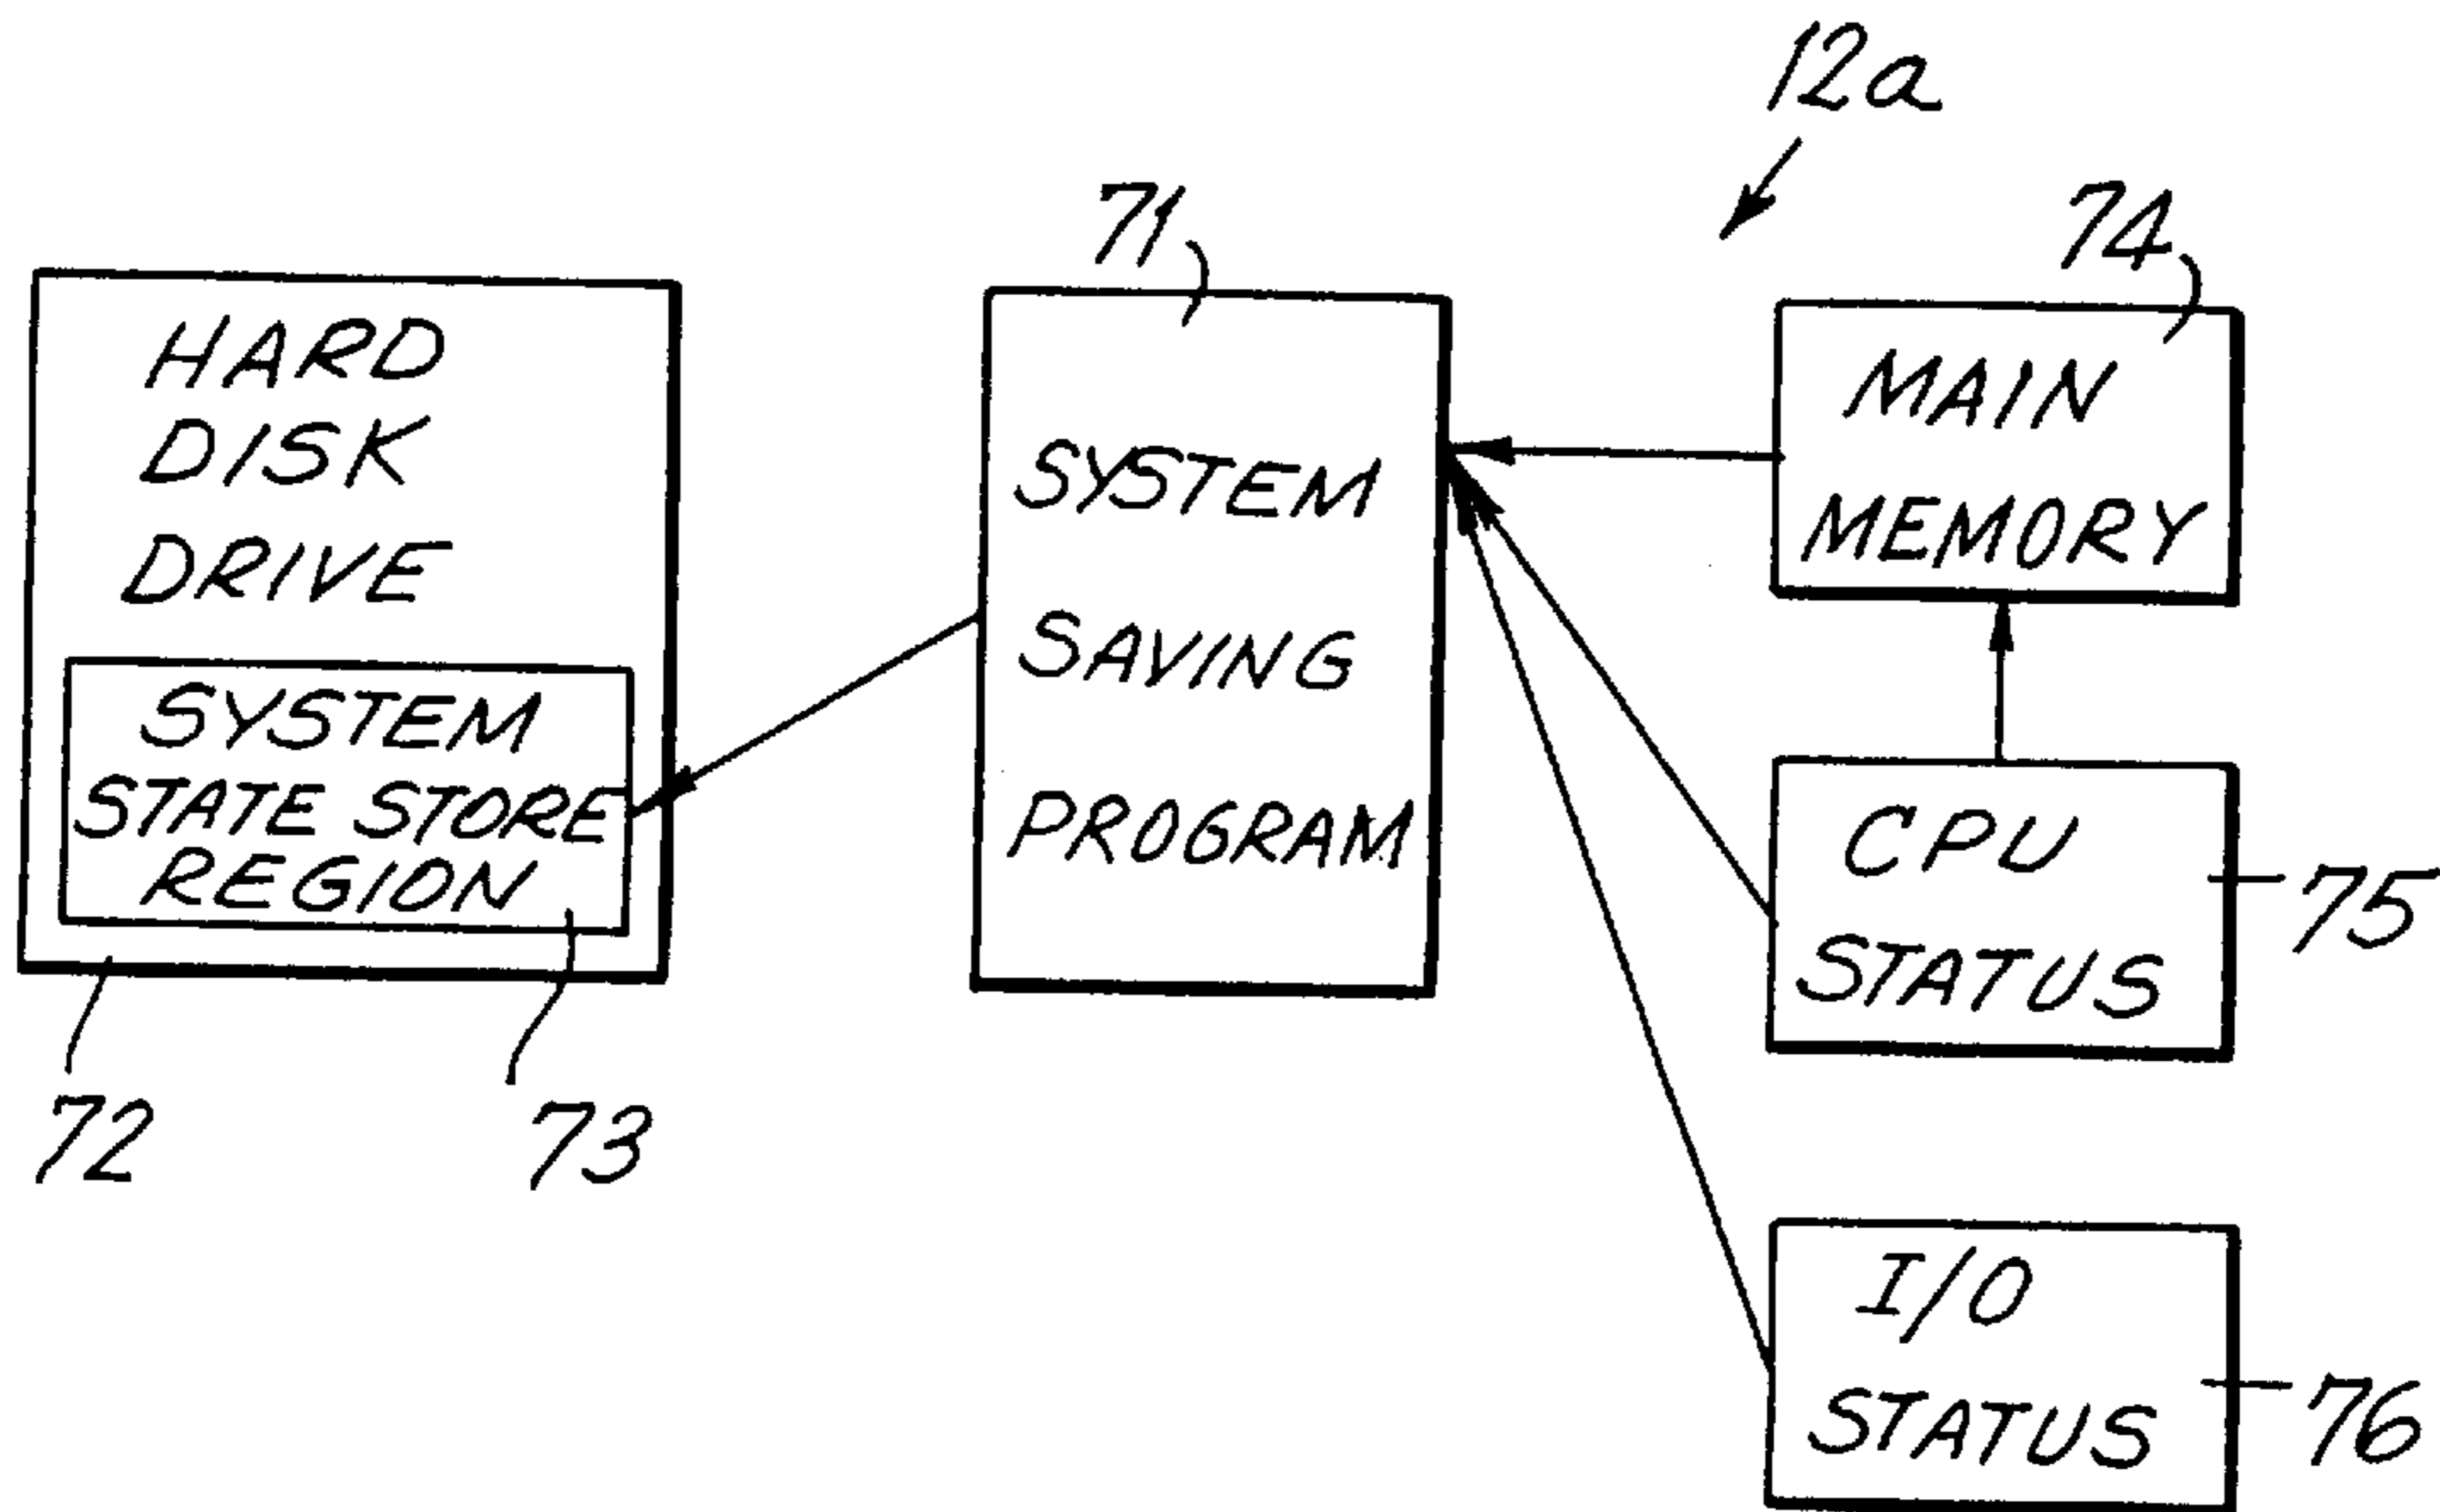 12a
71
74
HARD
DISK
DRIVE
SYSTEM
STATE STORE
REGION
72
73
SYSTEM
SAVING
PROGRAM
MAIN
MEMORY
CPU
STATUS
75
I/O
STATUS
76